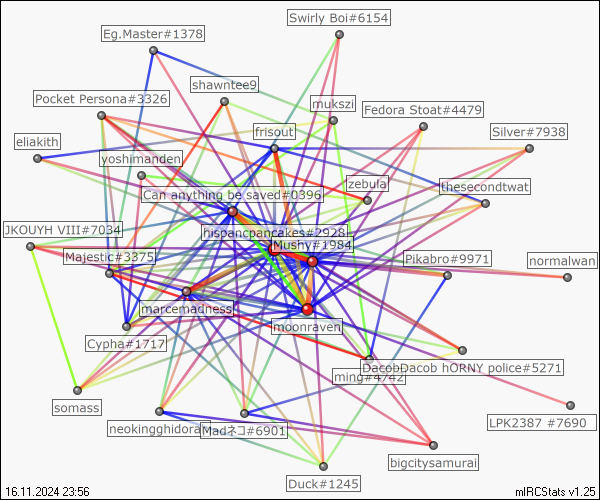 Swirly Boi#6154
Eg.Master#1378
shawntee9
Pocket Persona#3326
mukszi
Fedora Stoat#4479
frisout
Silver#7938
eliakith
yoshimanden
zebula
thesecondtwat
Can anything be saved#0396
JKOUYH VIII#7034
hispancpancakes#2928
Mushy#1984
Majestic#3375
Pikabro#9971
normalwan
marcemadness
moonraven
Cypha#1717
DacobDacob hORNY police#5271
ming#4742
somass
neokingghidorah
Madネコ#6901
LPK2387 #7690
bigcitysamurai
Duck#1245
16.11.2024 23:56
mIRCStats v1.25